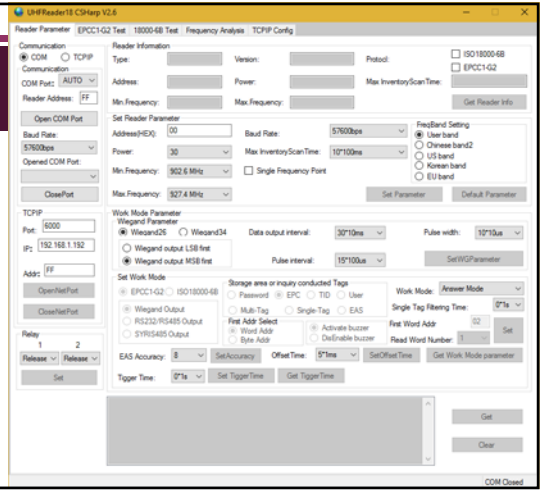 UHFReader18 CSHarp V2.6
Reader Parameter EPCC1-G2 Test 18000-6B Test Frequency Analysis TCPIP Config
Communication
COM TCPIP
Communication
COM Port: AUTO
Reader Address: FF
Open COM Port
Baud Rate:
57600bps
Opened COM Port:
ClosePort
Reader Information
Type: Version: Protocl: ISO18000-6B
EPCC1-G2
Address: Power: Max InventoryScanTime:
Min.Frequency: Max.Frequency: Get Reader Info
Set Reader Parameter
Address(HEX): 00 Baud Rate: 57600bps
Power: 30 Max InventoryScanTime: 10*100ms
Min.Frequency: 902.6 MHz Single Frequency Point
Max.Frequency: 927.4 MHz Set Parameter Default Parameter
FreqBand Setting
User band
Chinese band2
US band
Korean band
EU band
TCPIP
Port: 6000
IP: 192.168.1.192
Addr: FF
OpenNetPort
CloseNetPort
Relay
1 2
Release Release
Set
Work Mode Parameter
Wiegand Parameter
Wiegand26 Wiegand34 Data output interval: 30*10ms Pulse width: 10*10us
Wiegand output LSB first
Wiegand output MSB first Pulse interval: 15*100us SetWGParameter
Set Work Mode
EPCC1-G2 ISO18000-6B
Wiegand Output
RS232/RS485 Output
SYRIS485 Output
Storage area or inquiry conducted Tags
Password EPC TID User
Multi-Tag Single-Tag EAS
First Addr Select
Word Addr
Byte Addr
Activate buzzer
DisEnable buzzer
Work Mode: Answer Mode
Single Tag Filtering Time: 0*1s
First Word Addr 02
Read Word Number: 1
Set
EAS Accuracy: 8 SetAccuracy OffsetTime: 5*1ms SetOffsetTime Get Work Mode parameter
Tigger Time: 0*1s Set TiggerTime Get TiggerTime
Get
Clear
COM Closed